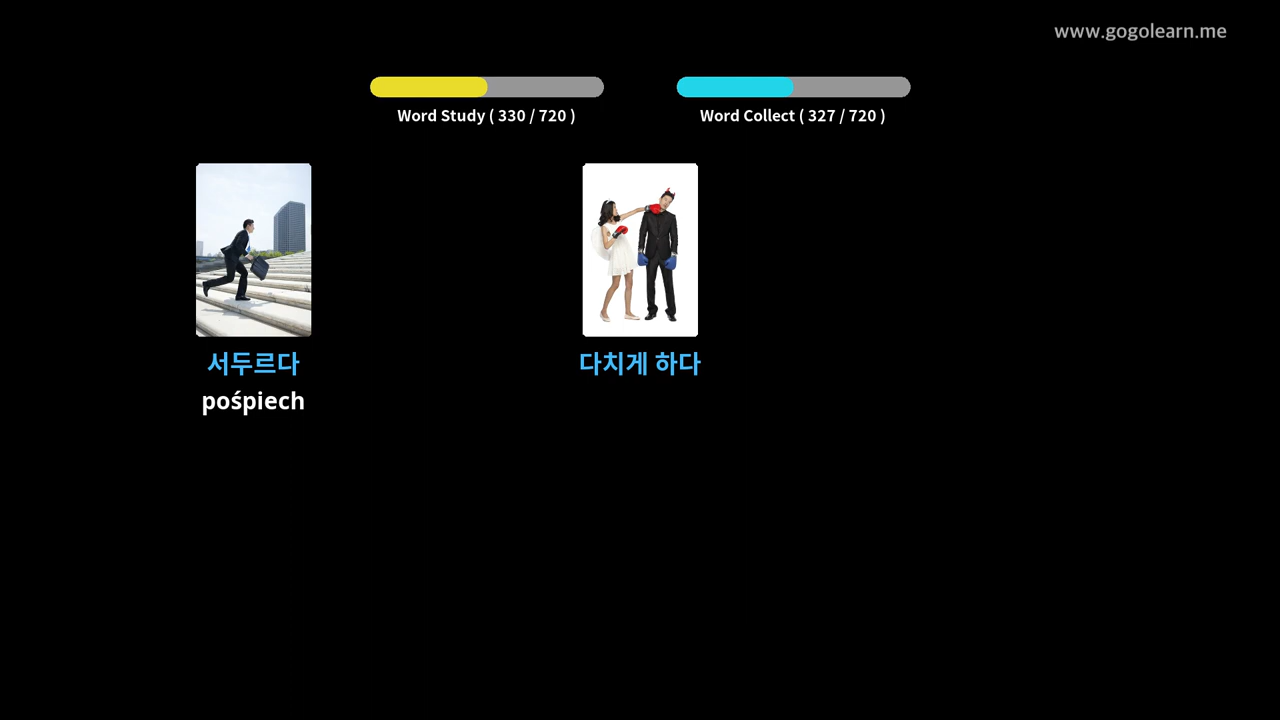 www.gogolearn.me
Word Study ( 330 / 720 )
Word Collect ( 327 / 720 )
서두르다
pośpiech
다치게 하다